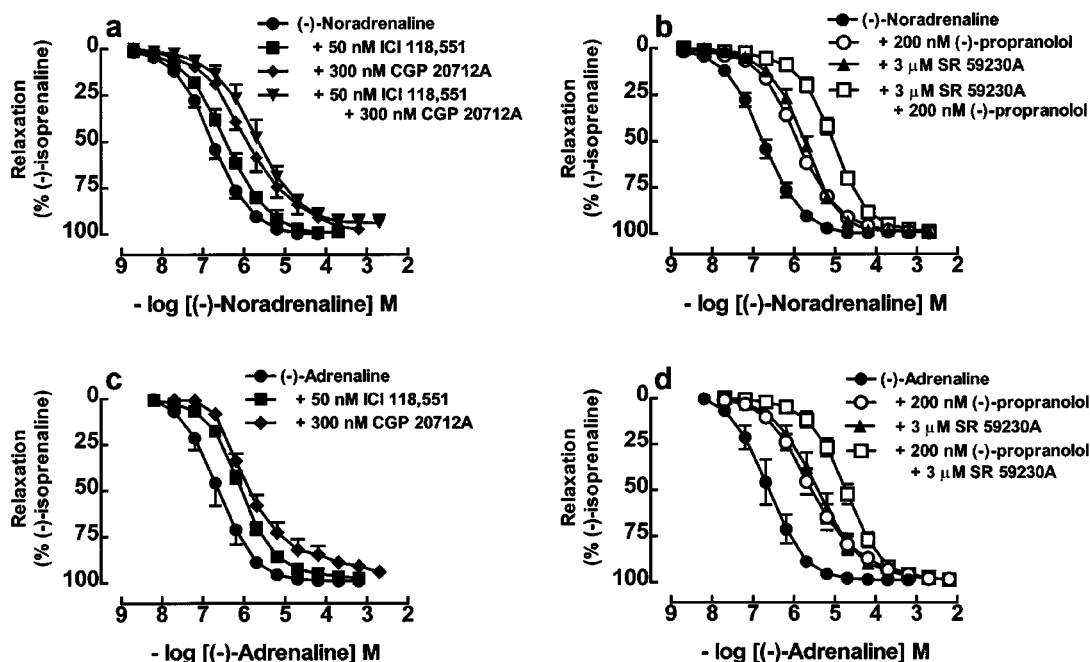 a
(-)-Noradrenaline
+ 50 nM ICI 118,551
+ 300 nM CGP 20712A
+ 50 nM ICI 118,551
+ 300 nM CGP 20712A
Relaxation
(% (-)-isoprenaline)
0
25
50
75
100
9 8 7 6 5 4 3 2
- log [(-)-Noradrenaline] M
b
(-)-Noradrenaline
+ 200 nM (-)-propranolol
+ 3 µM SR 59230A
+ 3 µM SR 59230A
+ 200 nM (-)-propranolol
Relaxation
(% (-)-isoprenaline)
0
25
50
75
100
9 8 7 6 5 4 3 2
- log [(-)-Noradrenaline] M
c
(-)-Adrenaline
+ 50 nM ICI 118,551
+ 300 nM CGP 20712A
Relaxation
(% (-)-isoprenaline)
0
25
50
75
100
9 8 7 6 5 4 3 2
- log [(-)-Adrenaline] M
d
(-)-Adrenaline
+ 200 nM (-)-propranolol
+ 3 µM SR 59230A
+ 200 nM (-)-propranolol
+ 3 µM SR 59230A
Relaxation
(% (-)-isoprenaline)
0
25
50
75
100
9 8 7 6 5 4 3 2
- log [(-)-Adrenaline] M